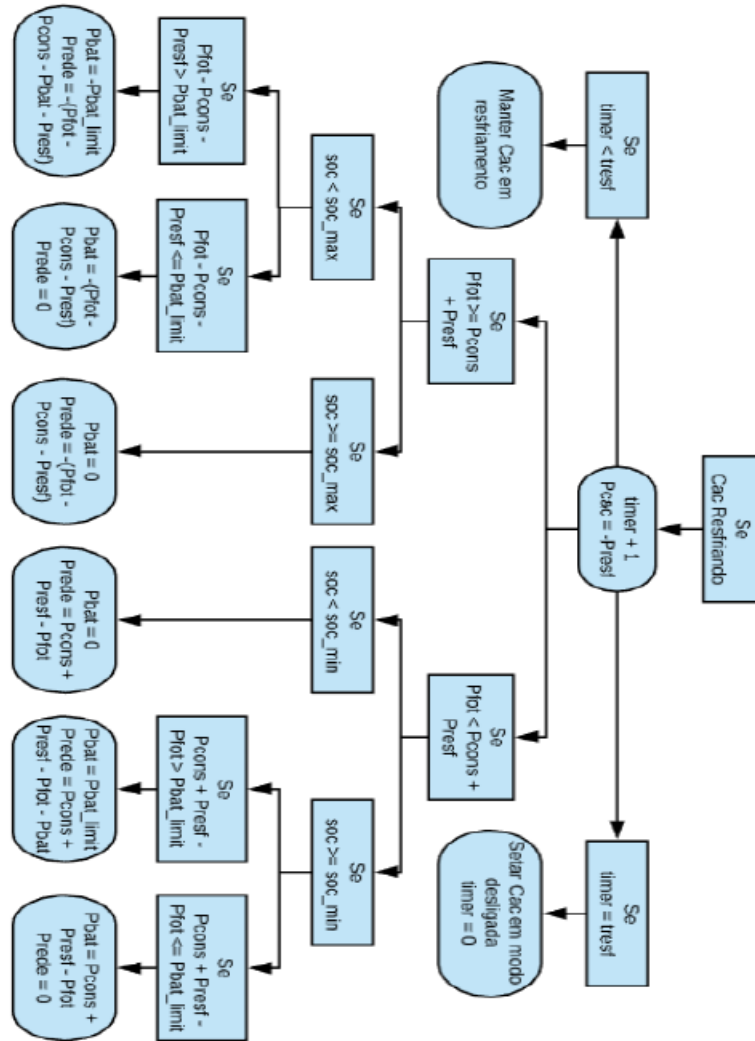 Se
Cac Resfriando
timer + 1
Pcac = -Presf
Se
timer < tresf
Manter Cac em
resfriamento
Se
timer = tresf
Setar Cac em modo
desligada
timer = 0
Se
Pfot >= Pcons
+ Presf
Se
Pfot < Pcons +
Presf
Se
soc < soc_max
Se
soc >= soc_max
Se
soc < soc_min
Se
soc >= soc_min
Se
Pfot - Pcons -
Presf > Pbat_limit
Se
Pfot - Pcons -
Presf <= Pbat_limit
Se
Pcons + Presf -
Pfot > Pbat_limit
Se
Pcons + Presf -
Pfot <= Pbat_limit
Pbat = -Pbat_limit
Prede = -(Pfot -
Pcons - Pbat - Presf)
Pbat = -(Pfot -
Pcons - Presf)
Prede = 0
Pbat = 0
Prede = -(Pfot -
Pcons - Presf)
Pbat = 0
Prede = Pcons +
Presf - Pfot
Pbat = Pbat_limit
Prede = Pcons +
Presf - Pfot - Pbat
Pbat = Pcons +
Presf - Pfot
Prede = 0